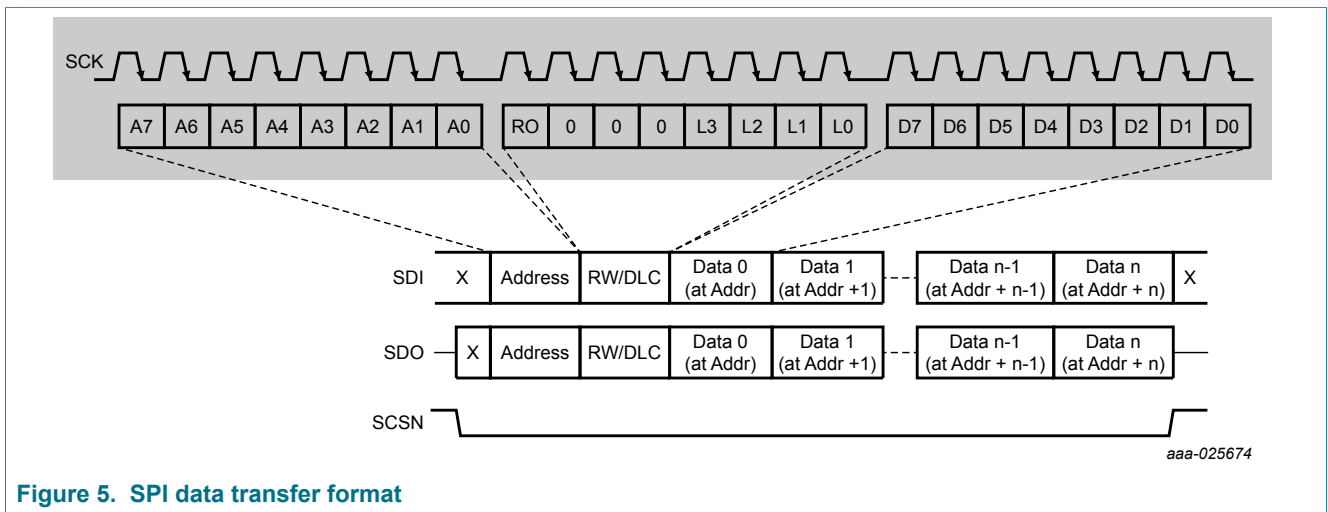 SCK
A7 A6 A5 A4 A3 A2 A1 A0 RO 0 0 0 L3 L2 L1 L0 D7 D6 D5 D4 D3 D2 D1 D0
SDI X Address RW/DLC Data 0 (at Addr) Data 1 (at Addr +1) Data n-1 (at Addr + n-1) Data n (at Addr + n) X
SDO X Address RW/DLC Data 0 (at Addr) Data 1 (at Addr +1) Data n-1 (at Addr + n-1) Data n (at Addr + n)
SCSN
aaa-025674
Figure 5. SPI data transfer format